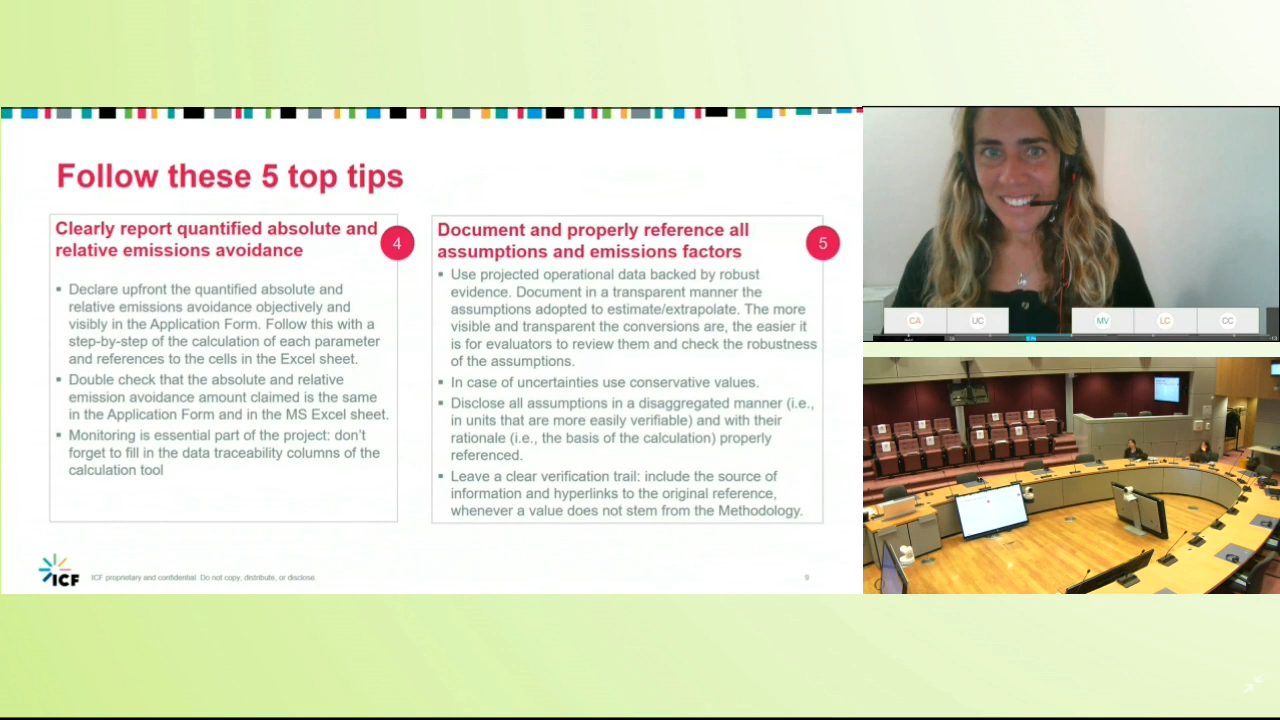 Follow these 5 top tips
Clearly report quantified absolute and
relative emissions avoidance
4
▪ Declare upfront the quantified absolute and
relative emissions avoidance objectively and
visibly in the Application Form. Follow this with a
step-by-step of the calculation of each parameter
and references to the cells in the Excel sheet.
▪ Double check that the absolute and relative
emission avoidance amount claimed is the same
in the Application Form and in the MS Excel sheet.
▪ Monitoring is essential part of the project: don't
forget to fill in the data traceability columns of the
calculation tool
Document and properly reference all
assumptions and emissions factors
5
▪ Use projected operational data backed by robust
evidence. Document in a transparent manner the
assumptions adopted to estimate/extrapolate. The more
visible and transparent the conversions are, the easier it
is for evaluators to review them and check the robustness
of the assumptions.
▪ In case of uncertainties use conservative values.
▪ Disclose all assumptions in a disaggregated manner (i.e.,
in units that are more easily verifiable) and with their
rationale (i.e., the basis of the calculation) properly
referenced.
▪ Leave a clear verification trail: include the source of
information and hyperlinks to the original reference,
whenever a value does not stem from the Methodology.
ICF
ICF proprietary and confidential. Do not copy, distribute, or disclose.
9
CA
MV
LC